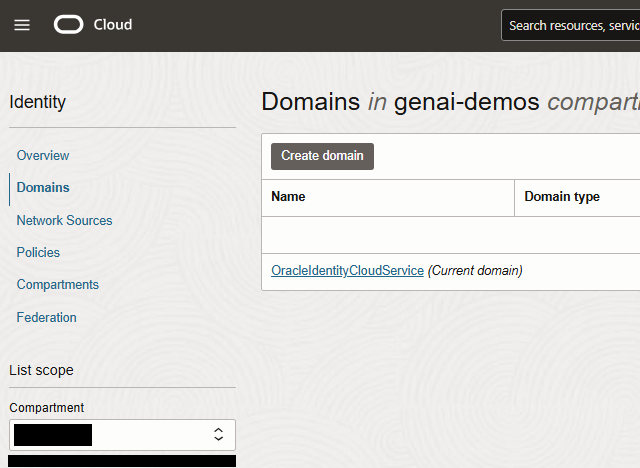 Cloud
Search resources, servic
Identity
Overview
Domains
Network Sources
Policies
Compartments
Federation
List scope
Compartment
Domains in genai-demos compartm
Create domain
Name
Domain type
OracleIdentityCloudService (Current domain)